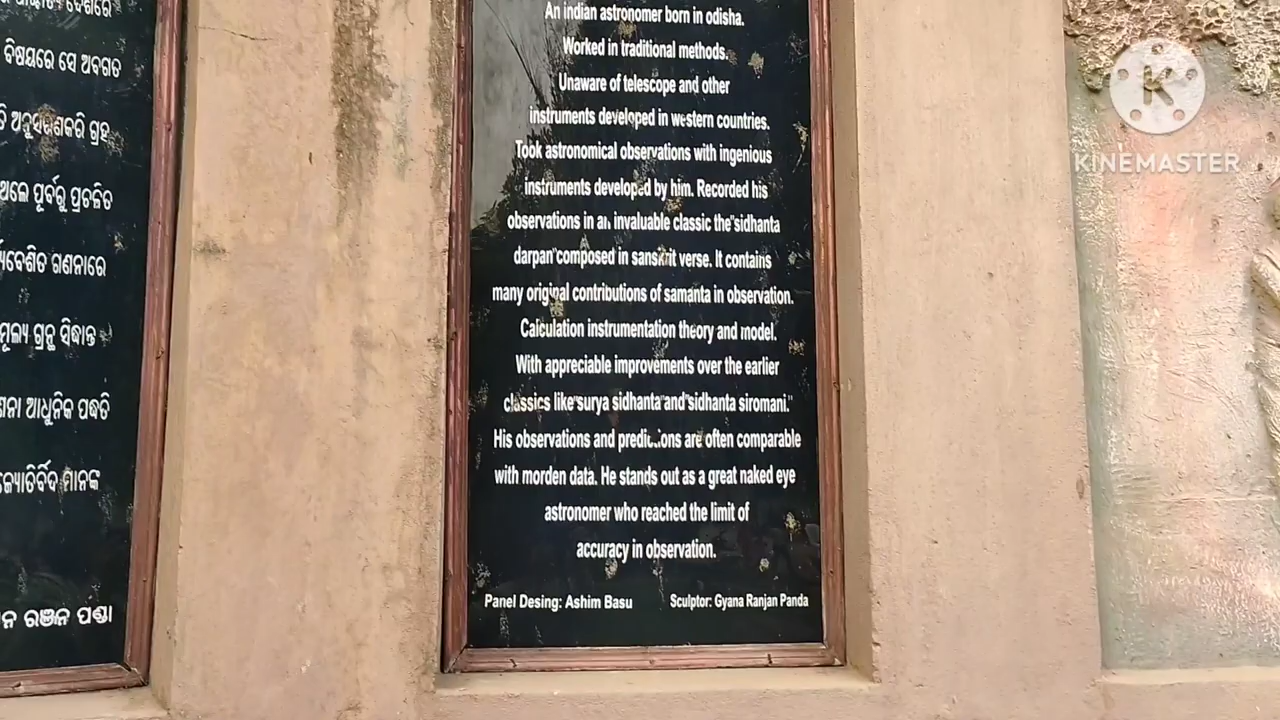 ବିଷୟରେ ସେ ଅବଗତ
ତି ଅନୁସରଣକରି ଗ୍ରହ
ଥିଲେ ପୂର୍ବରୁ ପ୍ରଚଳିତ
ଗଣନାରେ
ମୂଲ୍ୟ ଗ୍ରନ୍ଥ ସିଦ୍ଧାନ୍ତ
ଆଧୁନିକ ପଦ୍ଧତି
ଜ୍ୟୋତିର୍ବିଦ ମାନଙ୍କ
ନ ରଞ୍ଜନ ପଣ୍ଡା
An indian astronomer born in odisha.
Worked in traditional methods.
Unaware of telescope and other
instruments developed in western countries.
Took astronomical observations with ingenious
instruments developed by him. Recorded his
observations in an invaluable classic the"sidhanta
darpan"composed in sanskrit verse. It contains
many original contributions of samanta in observation.
Calculation instrumentation theory and model.
With appreciable improvements over the earlier
classics like"surya sidhanta"and"sidhanta siromani."
His observations and predictions are often comparable
with morden data. He stands out as a great naked eye
astronomer who reached the limit of
accuracy in observation.
Panel Desing: Ashim Basu Sculptor: Gyana Ranjan Panda
K
KINEMASTER